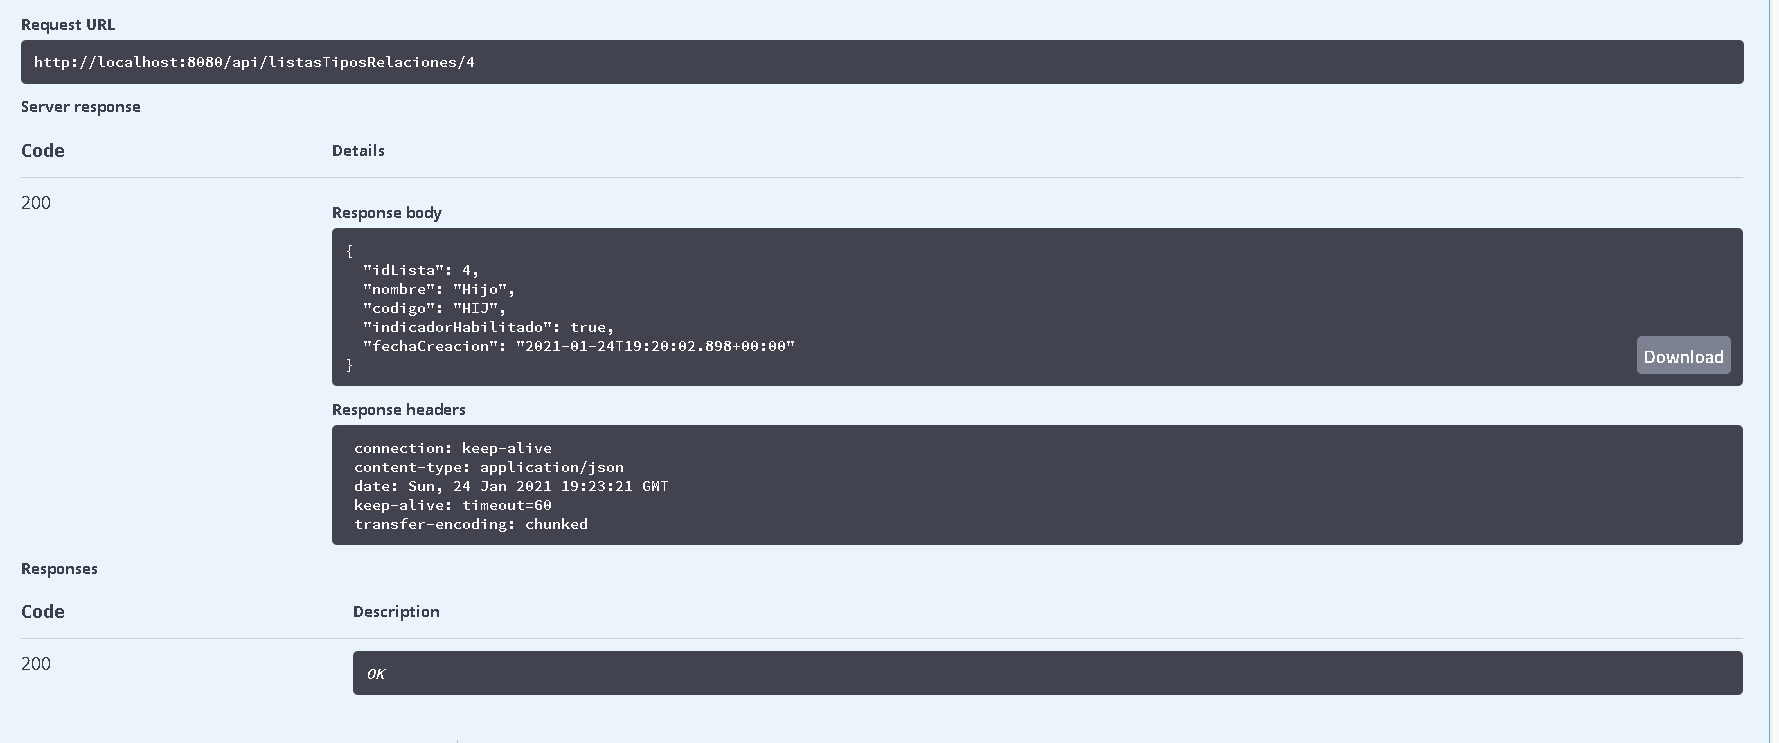 Request URL
http://localhost:8080/api/listasTiposRelaciones/4
Server response
Code Details
200
Response body
{
"idLista": 4,
"nombre": "Hijo",
"codigo": "HIJ",
"indicadorHabilitado": true,
"fechaCreacion": "2021-01-24T19:20:02.898+00:00"
}
Download
Response headers
connection: keep-alive
content-type: application/json
date: Sun, 24 Jan 2021 19:23:21 GMT
keep-alive: timeout=60
transfer-encoding: chunked
Responses
Code Description
200
OK